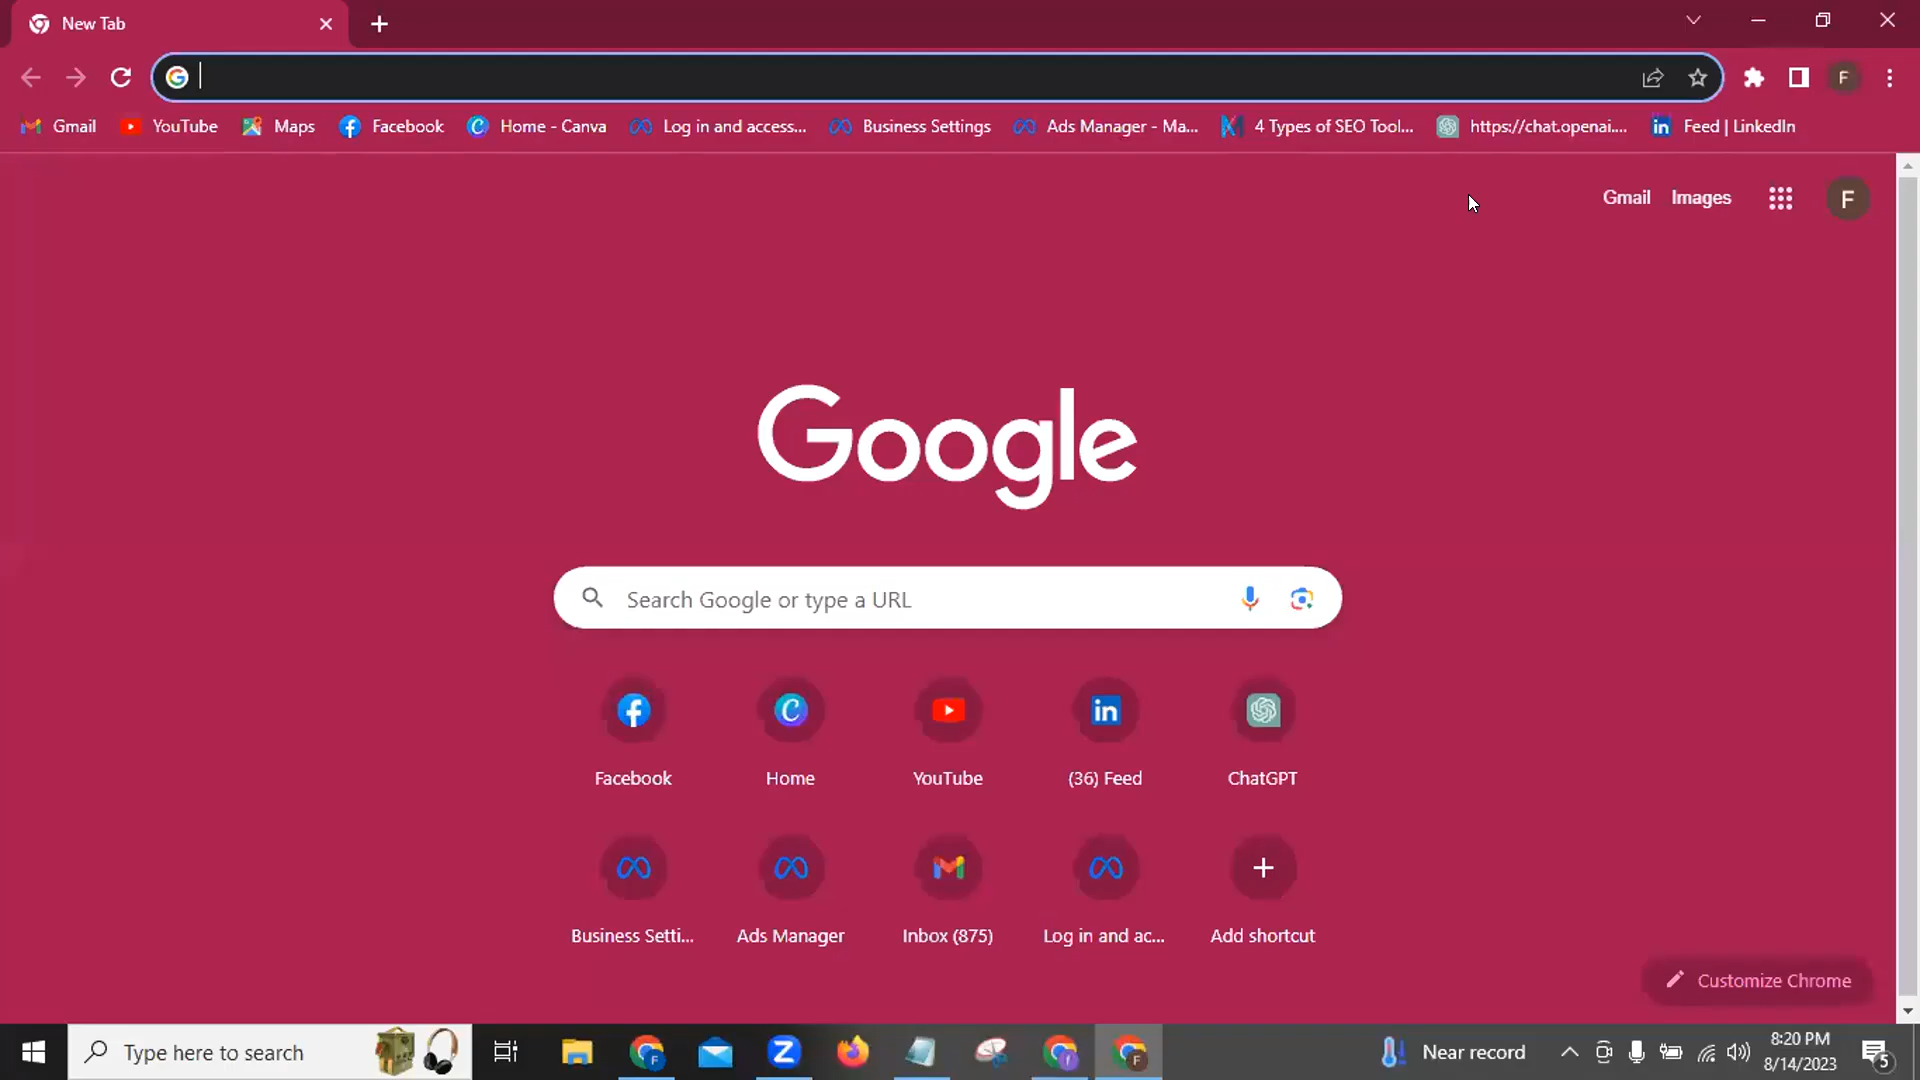 New Tab
Gmail
YouTube
Maps
Facebook
Home - Canva
Log in and access...
Business Settings
Ads Manager - Ma...
4 Types of SEO Tool...
https://chat.openai....
Feed | LinkedIn
F
Gmail
Images
F
Google
Search Google or type a URL
Facebook
Home
YouTube
(36) Feed
ChatGPT
Business Setti...
Ads Manager
Inbox (875)
Log in and ac...
Add shortcut
Customize Chrome
Type here to search
Near record
8:20 PM
8/14/2023
5